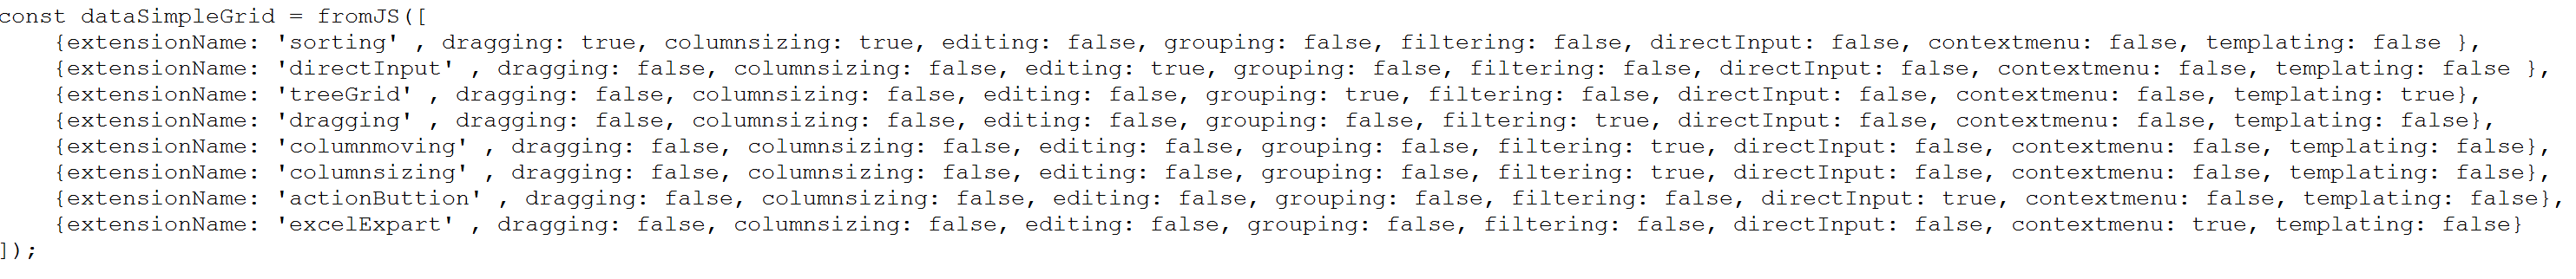 const dataSimpleGrid = fromJS([
    {extensionName: 'sorting' , dragging: true, columnsizing: true, editing: false, grouping: false, filtering: false, directInput: false, contextmenu: false, templating: false },
    {extensionName: 'directInput' , dragging: false, columnsizing: false, editing: true, grouping: false, filtering: false, directInput: false, contextmenu: false, templating: false },
    {extensionName: 'treeGrid' , dragging: false, columnsizing: false, editing: false, grouping: true, filtering: false, directInput: false, contextmenu: false, templating: true},
    {extensionName: 'dragging' , dragging: false, columnsizing: false, editing: false, grouping: false, filtering: true, directInput: false, contextmenu: false, templating: false},
    {extensionName: 'columnmoving' , dragging: false, columnsizing: false, editing: false, grouping: false, filtering: true, directInput: false, contextmenu: false, templating: false},
    {extensionName: 'columnsizing' , dragging: false, columnsizing: false, editing: false, grouping: false, filtering: true, directInput: false, contextmenu: false, templating: false},
    {extensionName: 'actionButtion' , dragging: false, columnsizing: false, editing: false, grouping: false, filtering: false, directInput: true, contextmenu: false, templating: false},
    {extensionName: 'excelExpart' , dragging: false, columnsizing: false, editing: false, grouping: false, filtering: false, directInput: false, contextmenu: true, templating: false}
]);